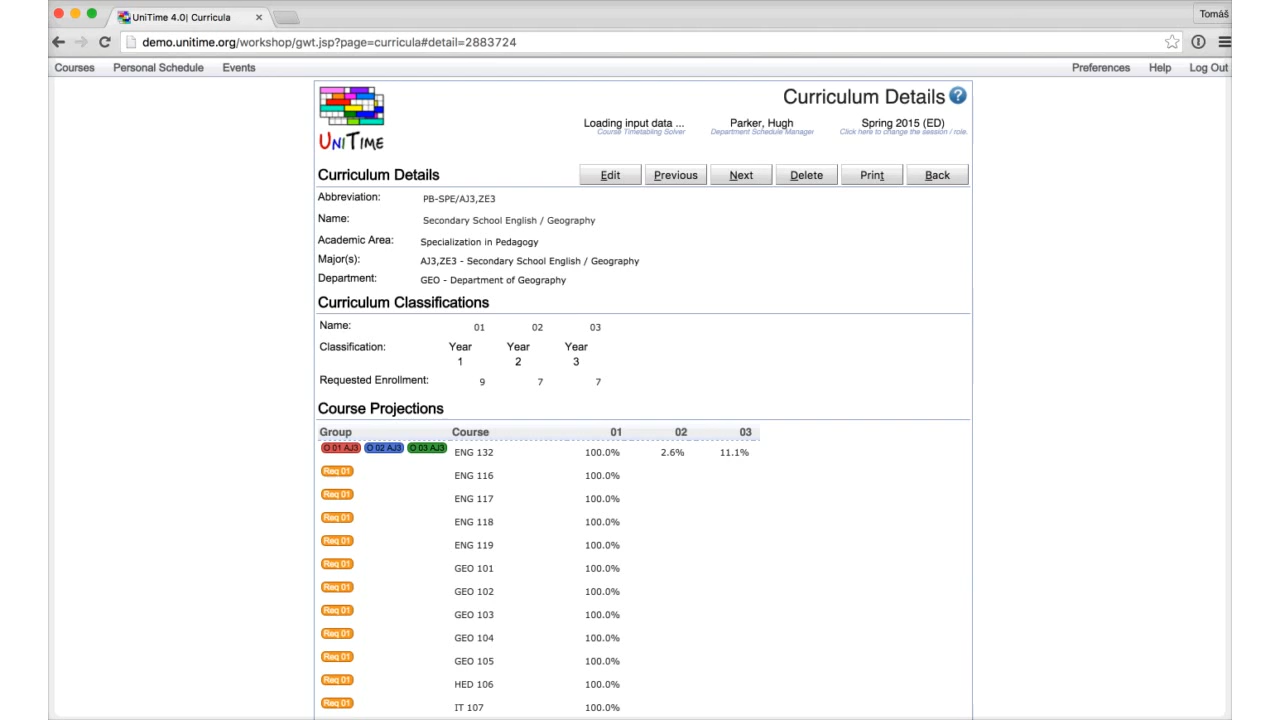 UniTime 4.0| Curricula
Tomáš
demo.unitime.org/workshop/gwt.jsp?page=curricula#detail=2883724
Courses Personal Schedule Events Preferences Help Log Out
UNITIME
Curriculum Details ?
Loading input data ... Parker, Hugh Spring 2015 (ED)
Course Timetabling Solver Department Schedule Manager Click here to change the session / role.
Curriculum Details Edit Previous Next Delete Print Back
Abbreviation: PB-SPE/AJ3,ZE3
Name: Secondary School English / Geography
Academic Area: Specialization in Pedagogy
Major(s): AJ3,ZE3 - Secondary School English / Geography
Department: GEO - Department of Geography
Curriculum Classifications
Name: 01 02 03
Classification: Year 1 Year 2 Year 3
Requested Enrollment: 9 7 7
Course Projections
Group Course 01 02 03
O 01 AJ3 O 02 AJ3 O 03 AJ3 ENG 132 100.0% 2.6% 11.1%
Req 01 ENG 116 100.0%
Req 01 ENG 117 100.0%
Req 01 ENG 118 100.0%
Req 01 ENG 119 100.0%
Req 01 GEO 101 100.0%
Req 01 GEO 102 100.0%
Req 01 GEO 103 100.0%
Req 01 GEO 104 100.0%
Req 01 GEO 105 100.0%
Req 01 HED 106 100.0%
Req 01 IT 107 100.0%